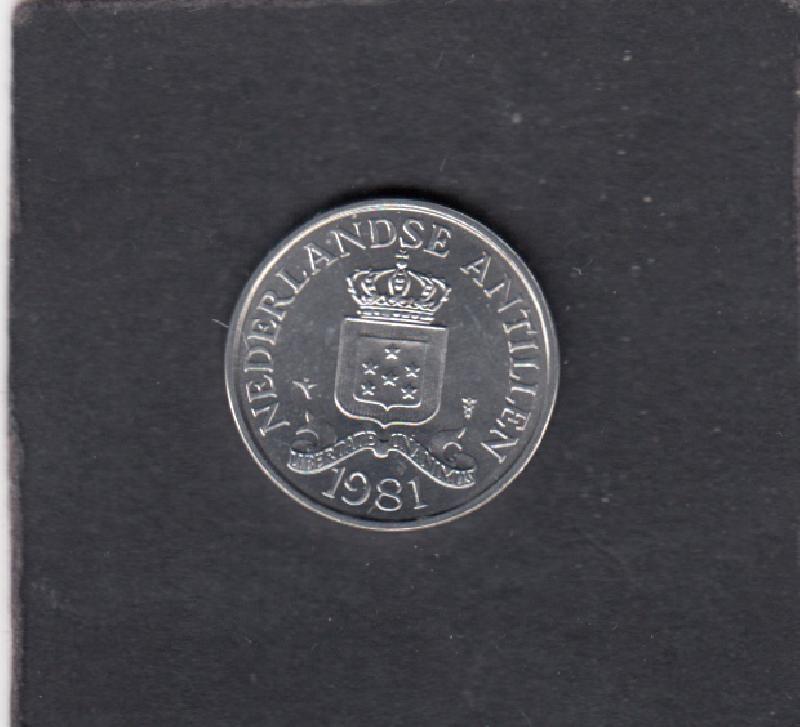 NEDERLANDSE ANTILLEN
LIBERTATE UNANIMUS
1981